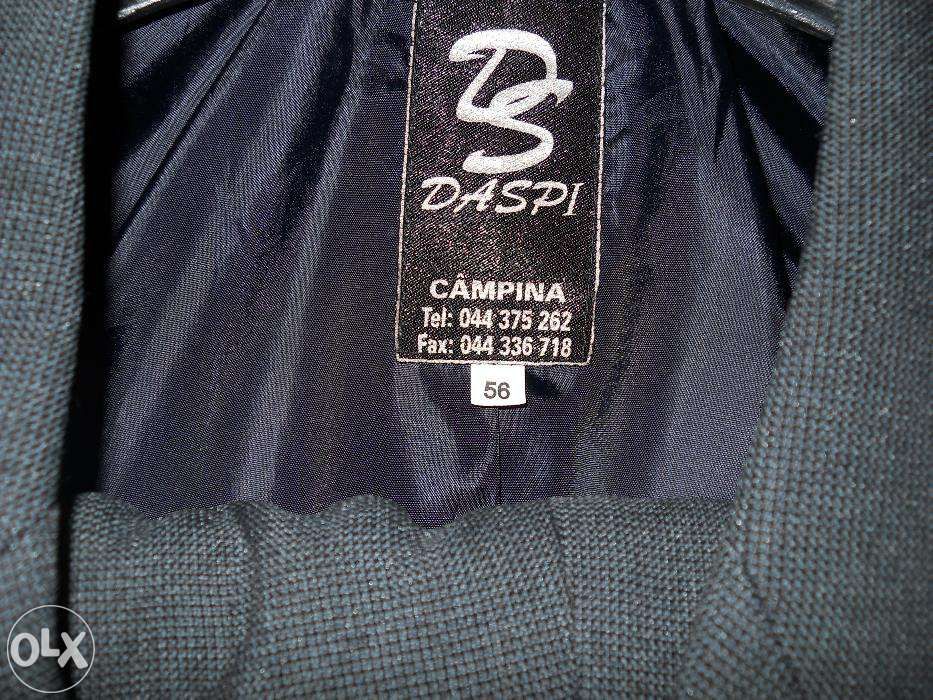 DS
DASPI
CÂMPINA
Tel: 044 375 262
Fax: 044 336 718
56
OLX